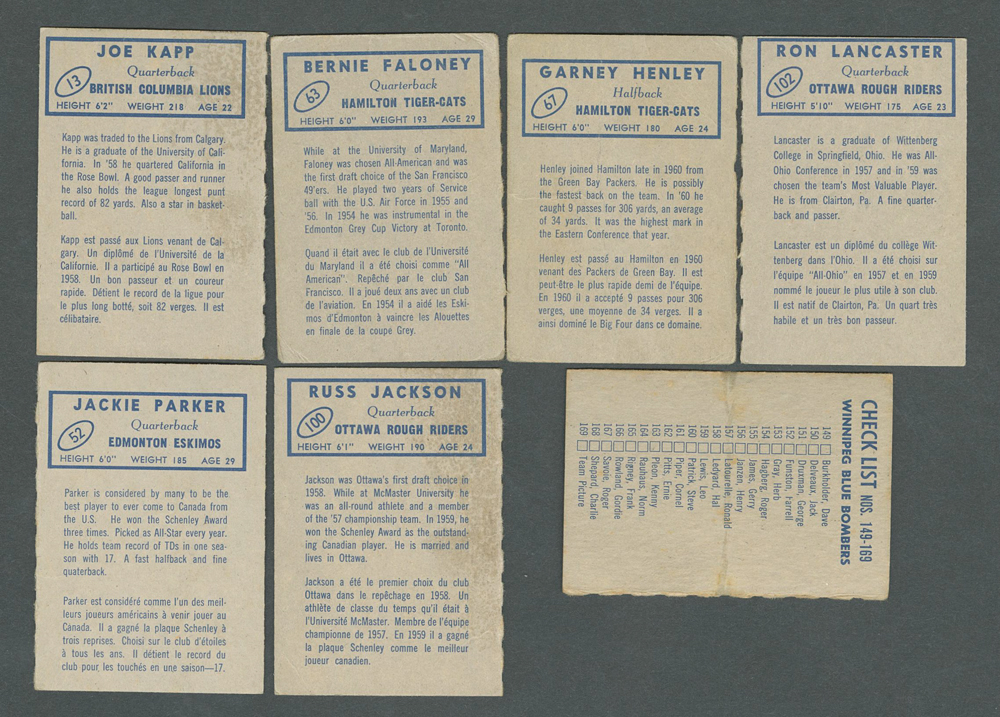 JOE KAPP
Quarterback
13
BRITISH COLUMBIA LIONS
HEIGHT 6'2" WEIGHT 218 AGE 22
Kapp was traded to the Lions from Calgary.
He is a graduate of the University of Cali-
fornia. In '58 he quartered California in
the Rose Bowl. A good passer and runner
he also holds the league longest punt
record of 82 yards. Also a star in basket-
ball.
Kapp est passé aux Lions venant de Cal-
gary. Un diplomé de l'Université de la
Californie. Il a participé au Rose Bowl en
1958. Un bon passeur et un coureur
rapide. Détient le record de la ligue pour
le plus long botté, soit 82 verges. Il est
célibataire.
BERNIE FALONEY
Quarterback
63
HAMILTON TIGER-CATS
HEIGHT 6'0" WEIGHT 193 AGE 29
While at the University of Maryland,
Faloney was chosen All-American and was
the first draft choice of the San Francisco
49'ers. He played two years of Service
ball with the U.S. Air Force in 1955 and
'56. In 1954 he was instrumental in the
Edmonton Grey Cup Victory at Toronto.
Quand il était avec le club de l'Université
du Maryland il a été choisi comme "All
American". Repêché par le club San
Francisco. Il a joué deux ans avec un club
de l'aviation. En 1954 il a aidé les Eski-
mos d'Edmonton à vaincre les Alouettes
en finale de la coupe Grey.
GARNEY HENLEY
Halfback
67
HAMILTON TIGER-CATS
HEIGHT 6'0" WEIGHT 180 AGE 24
Henley joined Hamilton late in 1960 from
the Green Bay Packers. He is possibly
the fastest back on the team. In '60 he
caught 9 passes for 306 yards, an average
of 34 yards. It was the highest mark in
the Eastern Conference that year.
Henley est passé au Hamilton en 1960
venant des Packers de Green Bay. Il est
peut-être le plus rapide demi de l'équipe.
En 1960 il a accepté 9 passes pour 306
verges, une moyenne de 34 verges. Il a
ainsi dominé le Big Four dans ce domaine.
RON LANCASTER
Quarterback
102
OTTAWA ROUGH RIDERS
HEIGHT 5'10" WEIGHT 175 AGE 23
Lancaster is a graduate of Wittenberg
College in Springfield, Ohio. He was All-
Ohio Conference in 1957 and in '59 was
chosen the team's Most Valuable Player.
He is from Clairton, Pa. A fine quarter-
back and passer.
Lancaster est un diplômé du collège Wit-
tenberg dans l'Ohio. Il a été choisi sur
l'équipe "All-Ohio" en 1957 et en 1959
nommé le joueur le plus utile à son club.
Il est natif de Clairton, Pa. Un quart très
habile et un très bon passeur.
JACKIE PARKER
Quarterback
52
EDMONTON ESKIMOS
HEIGHT 6'0" WEIGHT 185 AGE 29
Parker is considered by many to be the
best player to ever come to Canada from
the U.S. He won the Schenley Award
three times. Picked as All-Star every year.
He holds team record of TDs in one sea-
son with 17. A fast halfback and fine
quaterback.
Parker est considéré comme l'un des meil-
leurs joueurs américains à venir jouer au
Canada. Il a gagné la plaque Schenley à
trois reprises. Choisi sur le club d'étoiles
à tous les ans. Il détient le record du
club pour les touchés en une saison—17.
RUSS JACKSON
Quarterback
100
OTTAWA ROUGH RIDERS
HEIGHT 6'1" WEIGHT 190 AGE 24
Jackson was Ottawa's first draft choice in
1958. While at McMaster University he
was an all-round athlete and a member
of the '57 championship team. In 1959, he
won the Schenley Award as the outstand-
ing Canadian player. He is married and
lives in Ottawa.
Jackson a été le premier choix du club
Ottawa dans le repêchage en 1958. Un
athlète de classe du temps qu'il était à
l'Université McMaster. Membre de l'équipe
championne de 1957. En 1959 il a gagné
la plaque Schenley comme le meilleur
joueur canadien.
CHECK LIST NOS. 149-169
WINNIPEG BLUE BOMBERS
149 Burkholder, Dave
150 Delveaux, Jack
151 Druxman, George
152 Funston, Farrell
153 Gray, Herb
154 Hagberg, Roger
155 James, Gerry
156 Janzen, Henry
157 Latourelle, Ronald
158 Ledyard, Hal
159 Lewis, Leo
160 Patrick, Steve
161 Piper, Cornel
162 Pitts, Ernie
163 Pleon, Kenny
164 Rauhaus, Norm
165 Rigney, Frank
166 Rowland, Gordie
167 Savoie, Roger
168 Shepard, Charlie
169 Team Picture